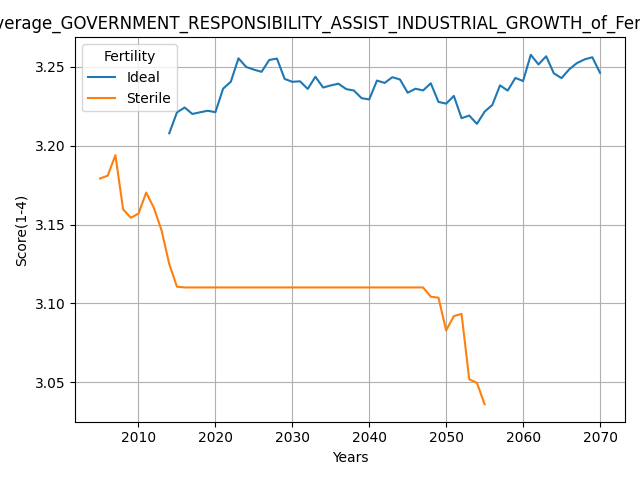 verage_GOVERNMENT_RESPONSIBILITY_ASSIST_INDUSTRIAL_GROWTH_of_Fer
Fertility
Ideal
Sterile
3.25
3.20
3.15
3.10
3.05
Score(1-4)
2010 2020 2030 2040 2050 2060 2070
Years